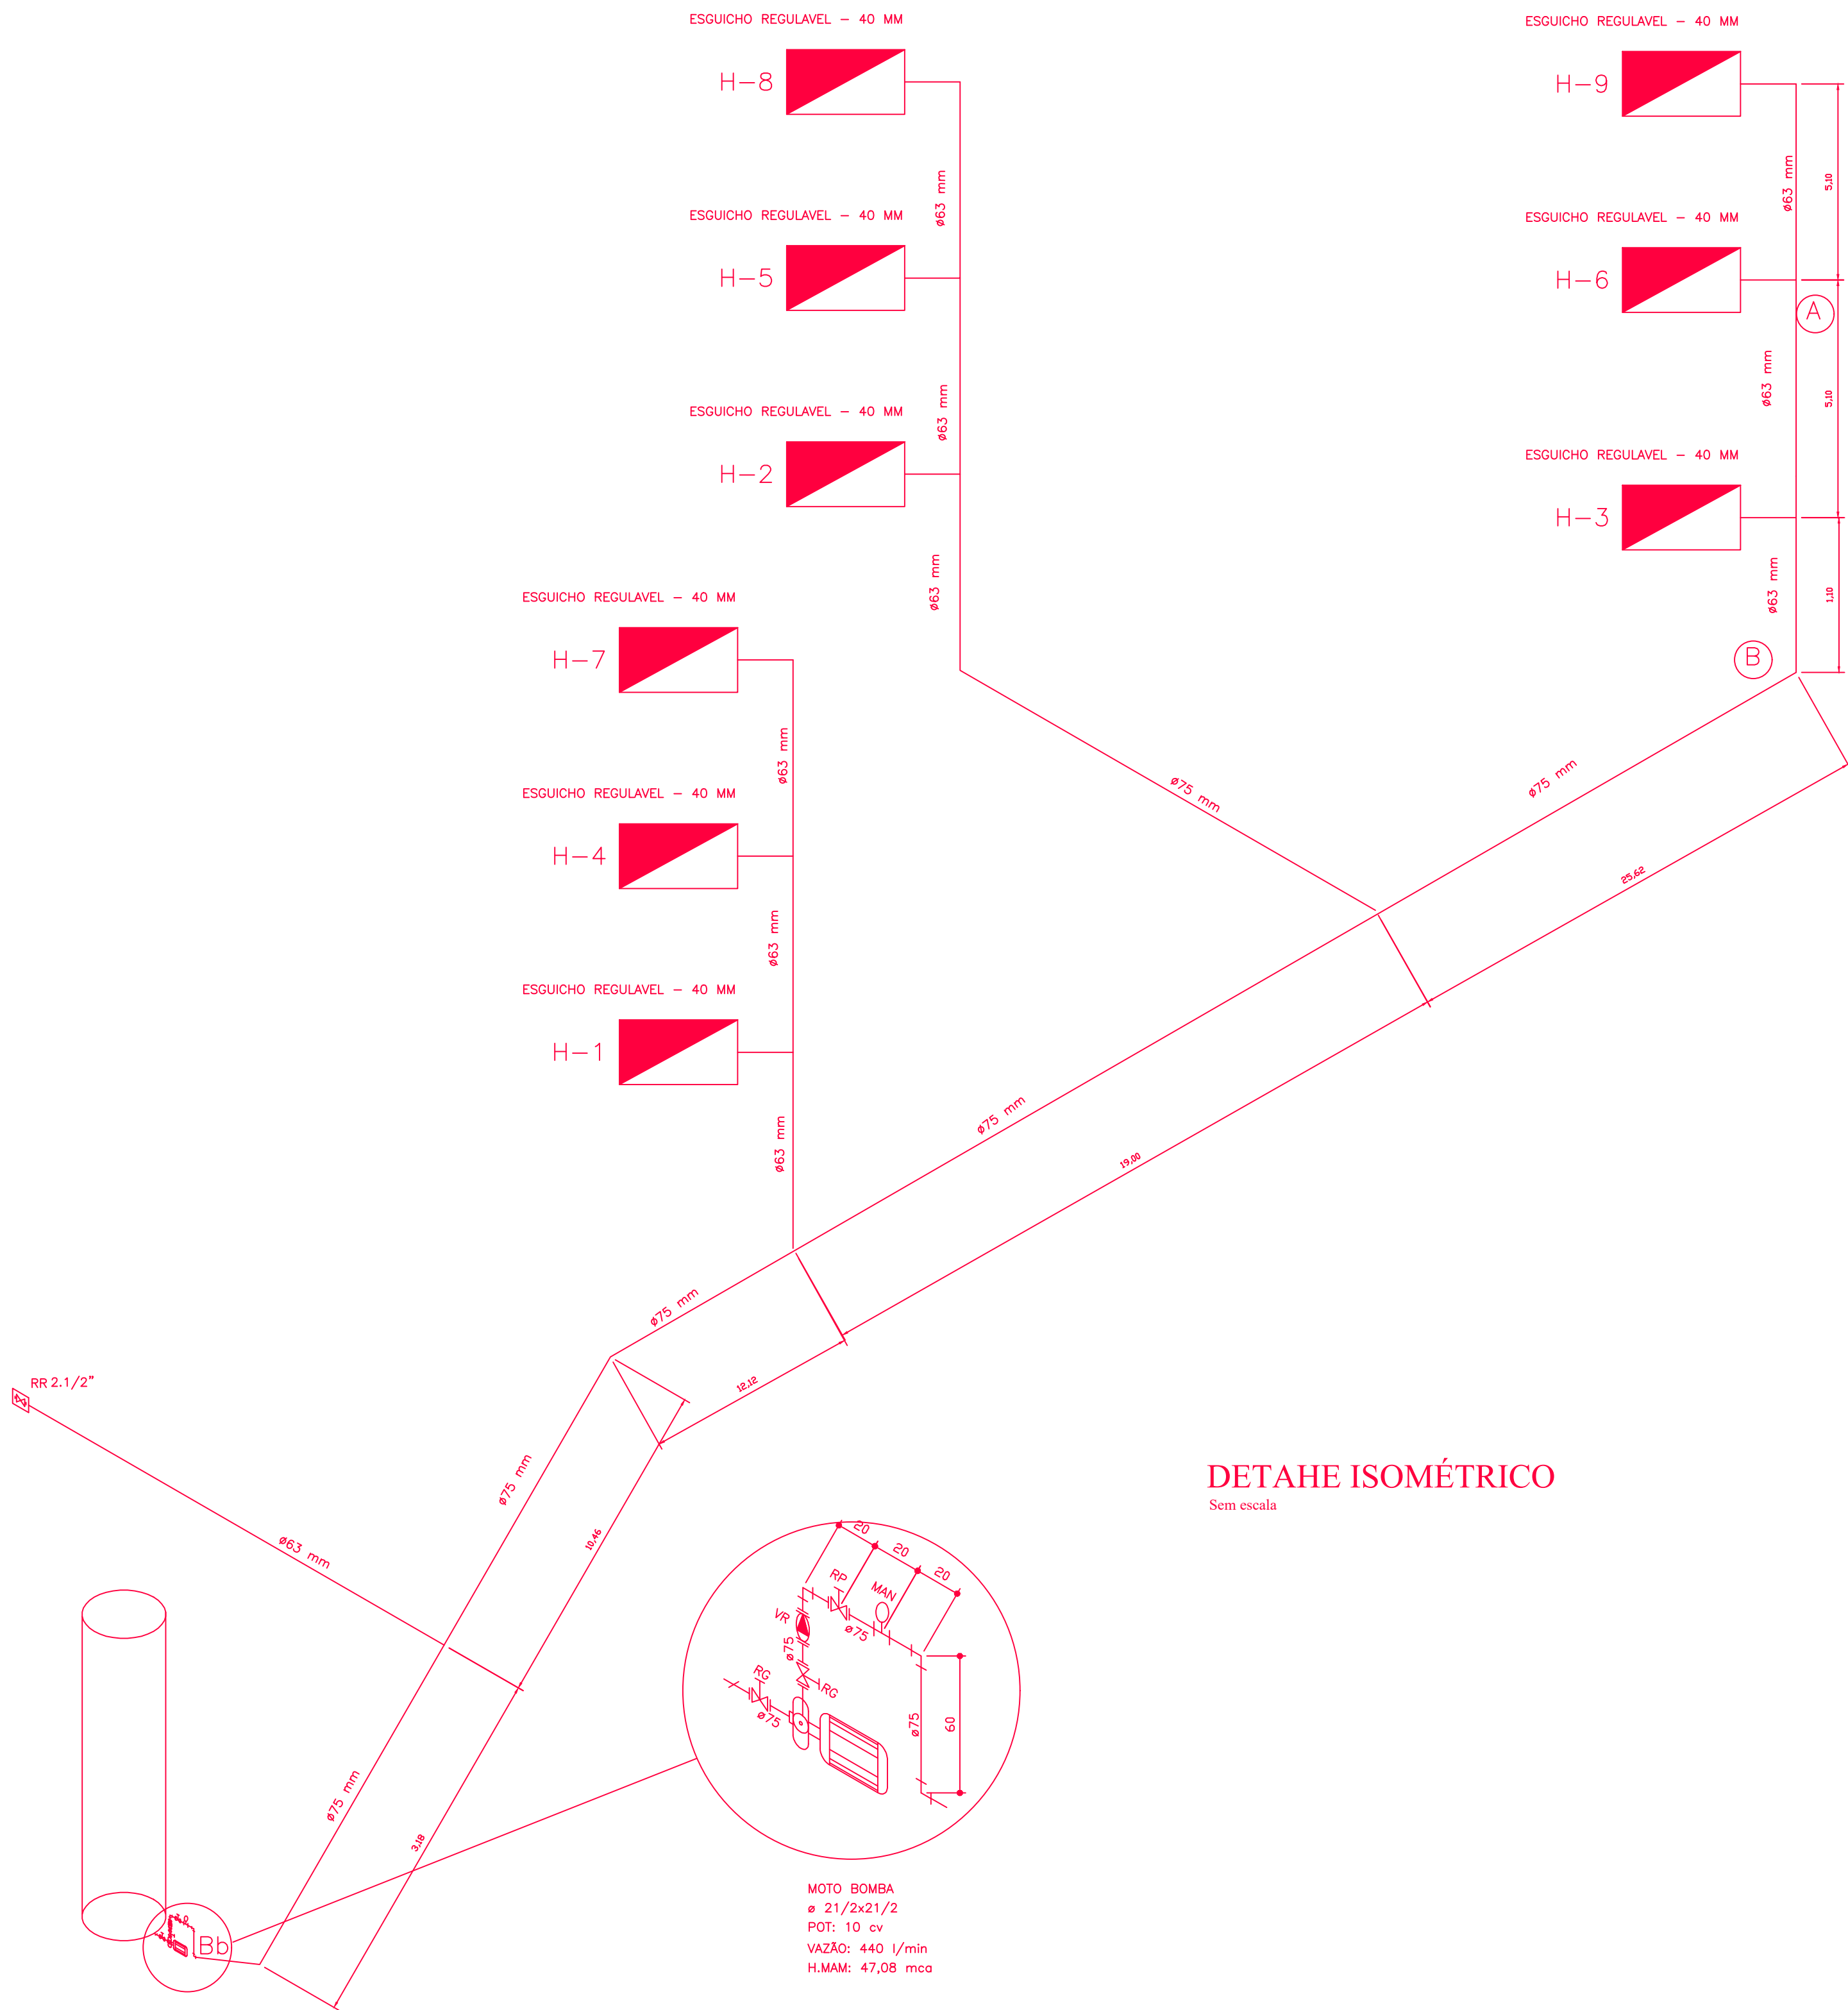 ESGUICHO REGULAVEL - 40 MM
H-8
ø63 mm
ESGUICHO REGULAVEL - 40 MM
H-5
ø63 mm
ESGUICHO REGULAVEL - 40 MM
H-2
ø63 mm
ø75 mm
ESGUICHO REGULAVEL - 40 MM
H-9
ø63 mm
5,10
ESGUICHO REGULAVEL - 40 MM
H-6
A
ø63 mm
5,10
ESGUICHO REGULAVEL - 40 MM
H-3
ø63 mm
1,10
B
ø75 mm
25,62
ESGUICHO REGULAVEL - 40 MM
H-7
ø63 mm
ESGUICHO REGULAVEL - 40 MM
H-4
ø63 mm
ESGUICHO REGULAVEL - 40 MM
H-1
ø63 mm
ø75 mm
19,00
ø75 mm
12,12
RR 2.1/2"
ø63 mm
ø75 mm
10,46
ø75 mm
3,18
Bb
DETAHE ISOMÉTRICO
Sem escala
20
20
20
RP
MAN
VR
ø75
ø75
RG
RG
ø75
ø75
60
MOTO BOMBA
ø 21/2x21/2
POT: 10 cv
VAZÃO: 440 l/min
H.MAM: 47,08 mca